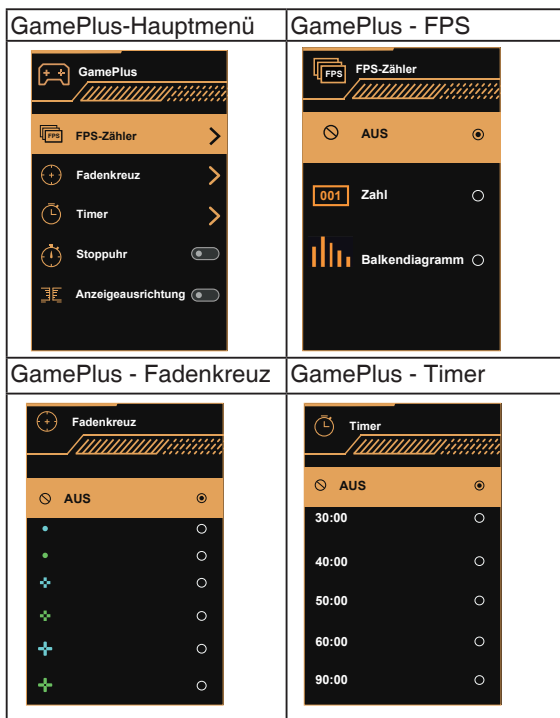 GamePlus-Hauptmenü
GamePlus
FPS
FPS-Zähler
Fadenkreuz
Timer
Stoppuhr
Anzeigeausrichtung
GamePlus - FPS
FPS
FPS-Zähler
AUS
001 Zahl
Balkendiagramm
GamePlus - Fadenkreuz
Fadenkreuz
AUS
GamePlus - Timer
Timer
AUS
30:00
40:00
50:00
60:00
90:00